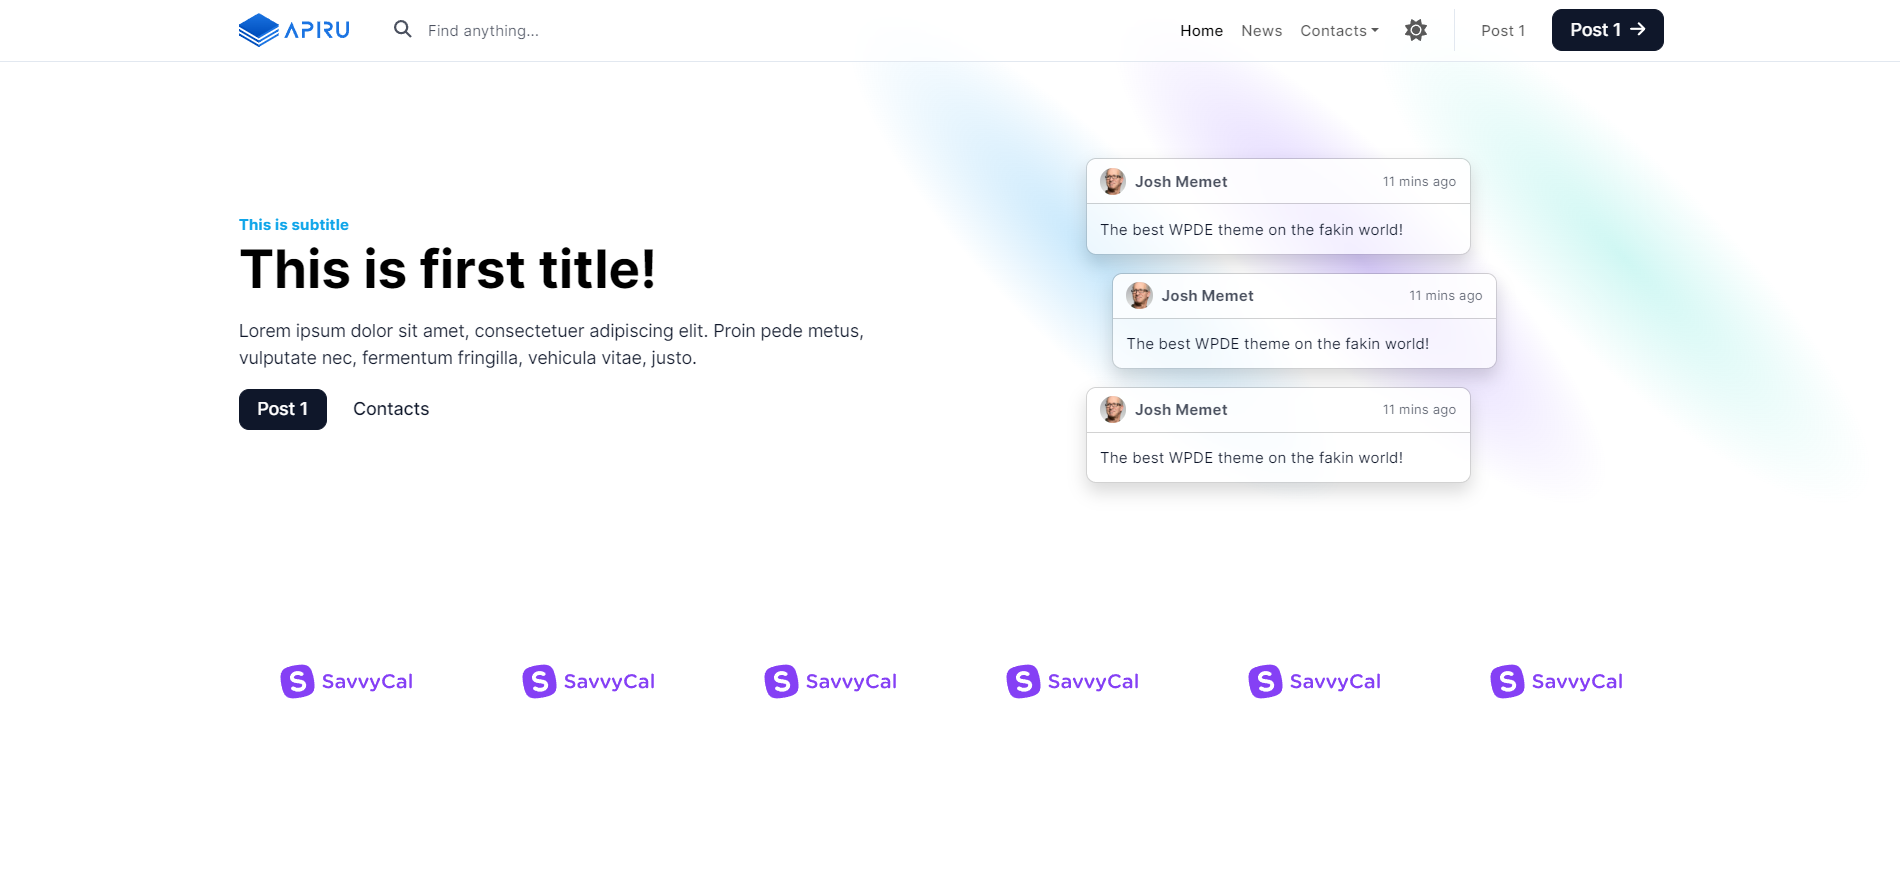 APIRU
Find anything...
Home
News
Contacts
Post 1
Post 1
This is subtitle
This is first title!
Lorem ipsum dolor sit amet, consectetuer adipiscing elit. Proin pede metus,
vulputate nec, fermentum fringilla, vehicula vitae, justo.
Post 1
Contacts
Josh Memet
11 mins ago
The best WPDE theme on the fakin world!
Josh Memet
11 mins ago
The best WPDE theme on the fakin world!
Josh Memet
11 mins ago
The best WPDE theme on the fakin world!
S SavvyCal
S SavvyCal
S SavvyCal
S SavvyCal
S SavvyCal
S SavvyCal